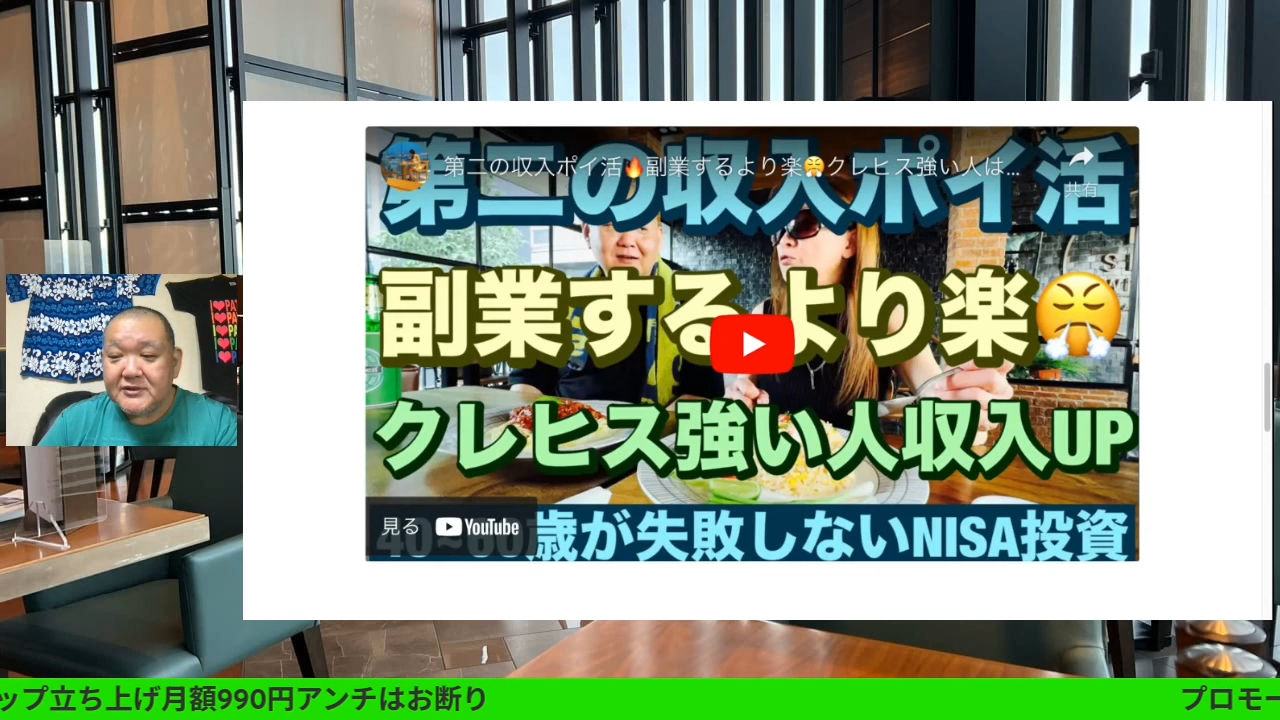 第二の収入ポイ活🔥副業するより楽😤クレヒス強い人は...
共有
第二の収入ポイ活
副業するより楽😤
クレヒス強い人収入UP
見る YouTube
40~60歳が失敗しないNISA投資
ップ立ち上げ月額990円アンチはお断り
プロモー